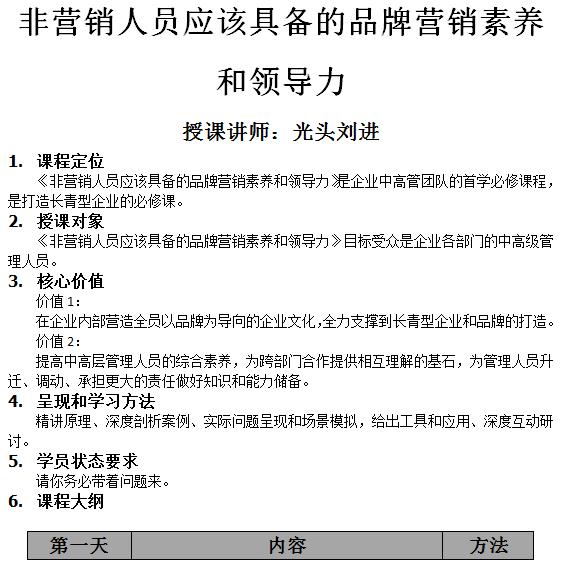 非营销人员应该具备的品牌营销素养
和领导力
授课讲师：光头刘进
1. 课程定位
《非营销人员应该具备的品牌营销素养和领导力》是企业中高管团队的首学必修课程，
是打造长青型企业的必修课。
2. 授课对象
《非营销人员应该具备的品牌营销素养和领导力》目标受众是企业各部门的中高级管
理人员。
3. 核心价值
价值1：
在企业内部营造全员以品牌为导向的企业文化，全力支撑到长青型企业和品牌的打造。
价值2：
提高中高层管理人员的综合素养，为跨部门合作提供相互理解的基石，为管理人员升
迁、调动、承担更大的责任做好知识和能力储备。
4. 呈现和学习方法
精讲原理、深度剖析案例、实际问题呈现和场景模拟，给出工具和应用、深度互动研
讨。
5. 学员状态要求
请你务必带着问题来。
6. 课程大纲
第一天 内容 方法